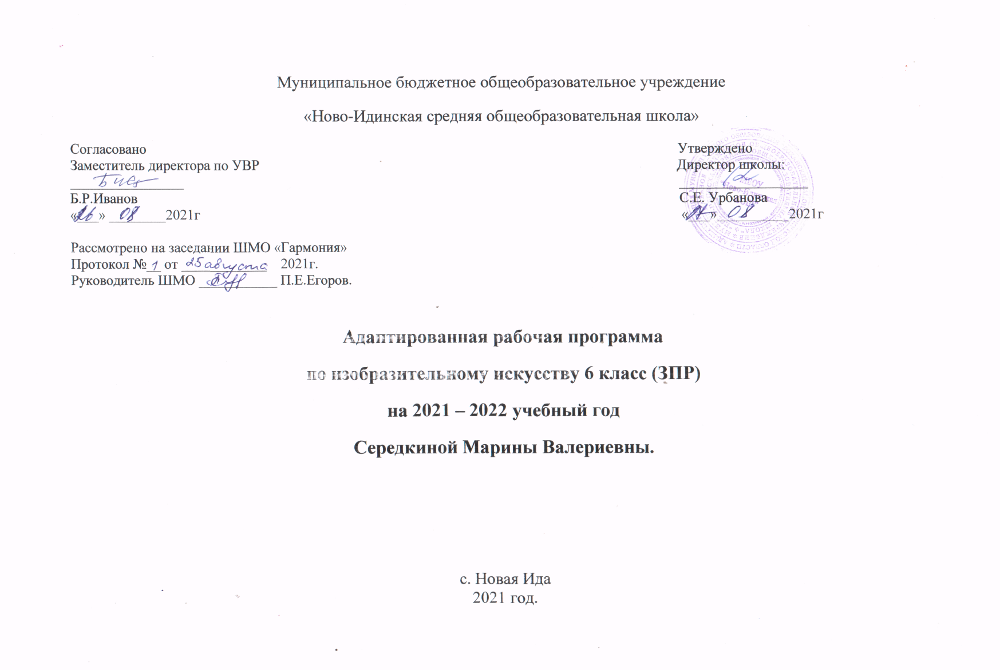 Муниципальное бюджетное общеобразовательное учреждение
«Ново-Идинская средняя общеобразовательная школа»
Согласовано
Заместитель директора по УВР
Б.Р.Иванов
«26» 08 2021г
Утверждено
Директор школы:
С.Е. Урбанова
« » 08 2021г
Рассмотрено на заседании ШМО «Гармония»
Протокол № 1 от 25 августа 2021г.
Руководитель ШМО П.Е.Егоров.
Адаптированная рабочая программа
по изобразительному искусству 6 класс (ЗПР)
на 2021 – 2022 учебный год
Середкиной Марины Валериевны.
с. Новая Ида
2021 год.